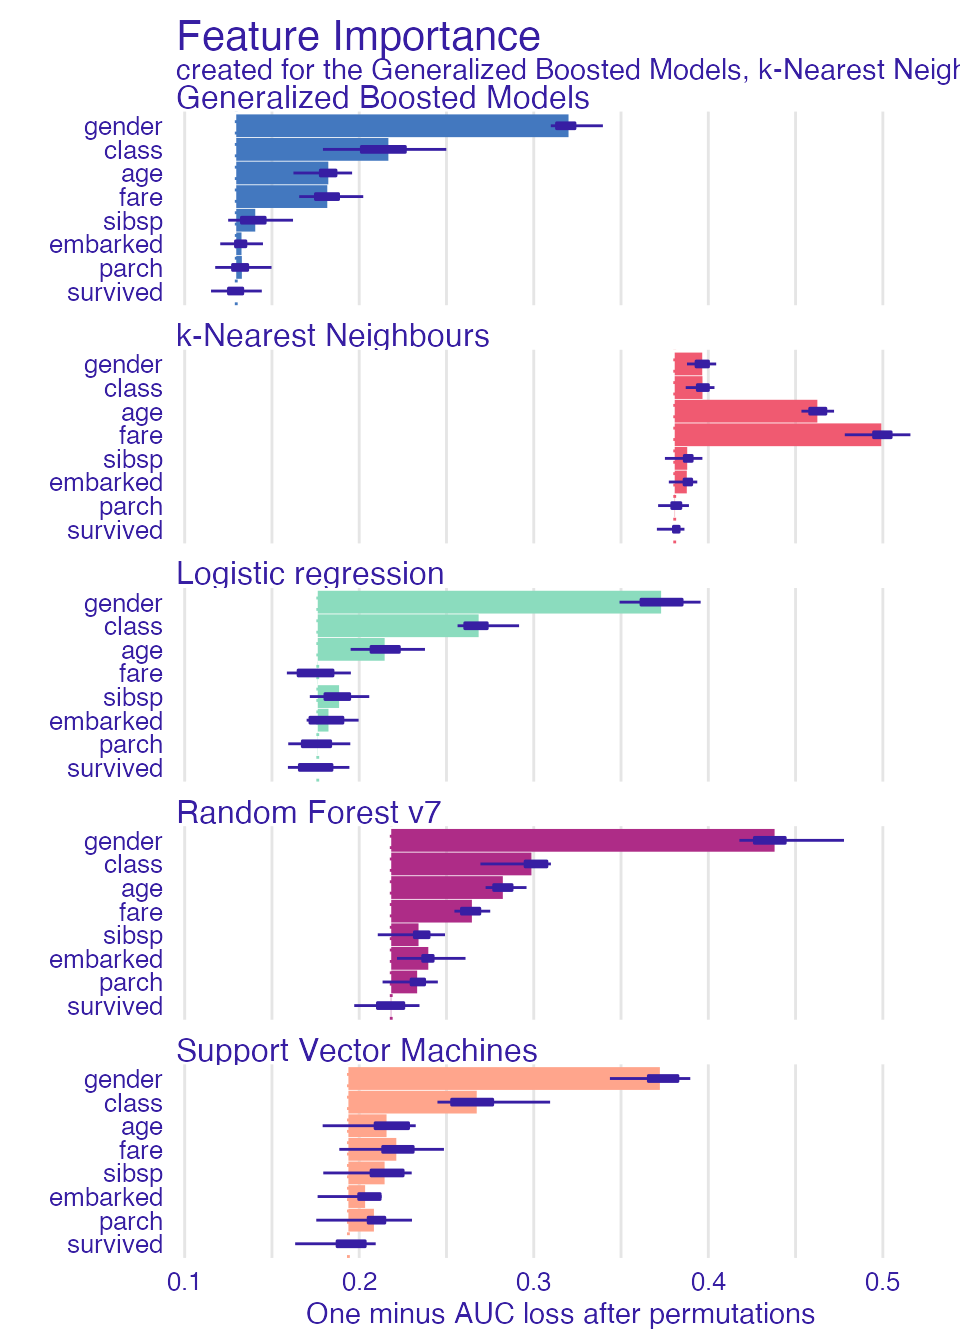 Feature Importance
created for the Generalized Boosted Models, k-Nearest Neigh
Generalized Boosted Models
gender
class
age
fare
sibsp
embarked
parch
survived
k-Nearest Neighbours
gender
class
age
fare
sibsp
embarked
parch
survived
Logistic regression
gender
class
age
fare
sibsp
embarked
parch
survived
Random Forest v7
gender
class
age
fare
sibsp
embarked
parch
survived
Support Vector Machines
gender
class
age
fare
sibsp
embarked
parch
survived
0.1 0.2 0.3 0.4 0.5
One minus AUC loss after permutations